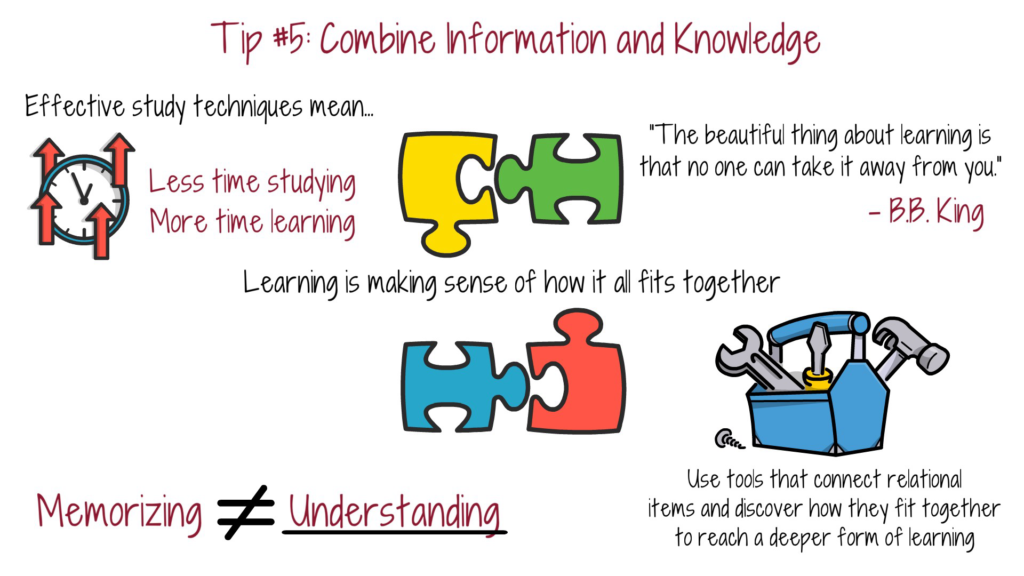 Tip #5: Combine Information and Knowledge
Effective study techniques mean...
Less time studying
More time learning
"The beautiful thing about learning is
that no one can take it away from you."
- B.B. King
Learning is making sense of how it all fits together
Memorizing ≠ Understanding
Use tools that connect relational
items and discover how they fit together
to reach a deeper form of learning